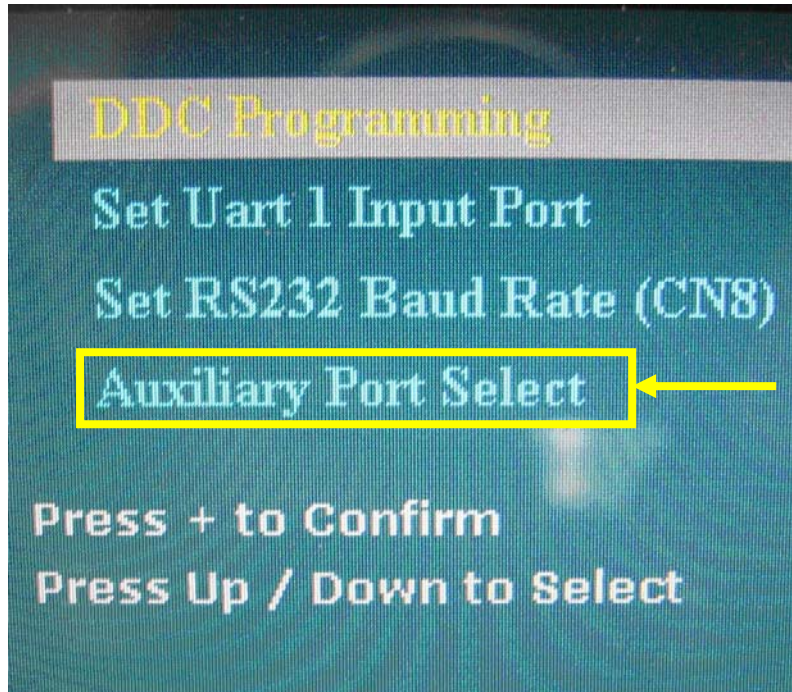 DDC Programming
Set Uart 1 Input Port
Set RS232 Baud Rate (CN8)
Auxiliary Port Select
Press + to Confirm
Press Up / Down to Select